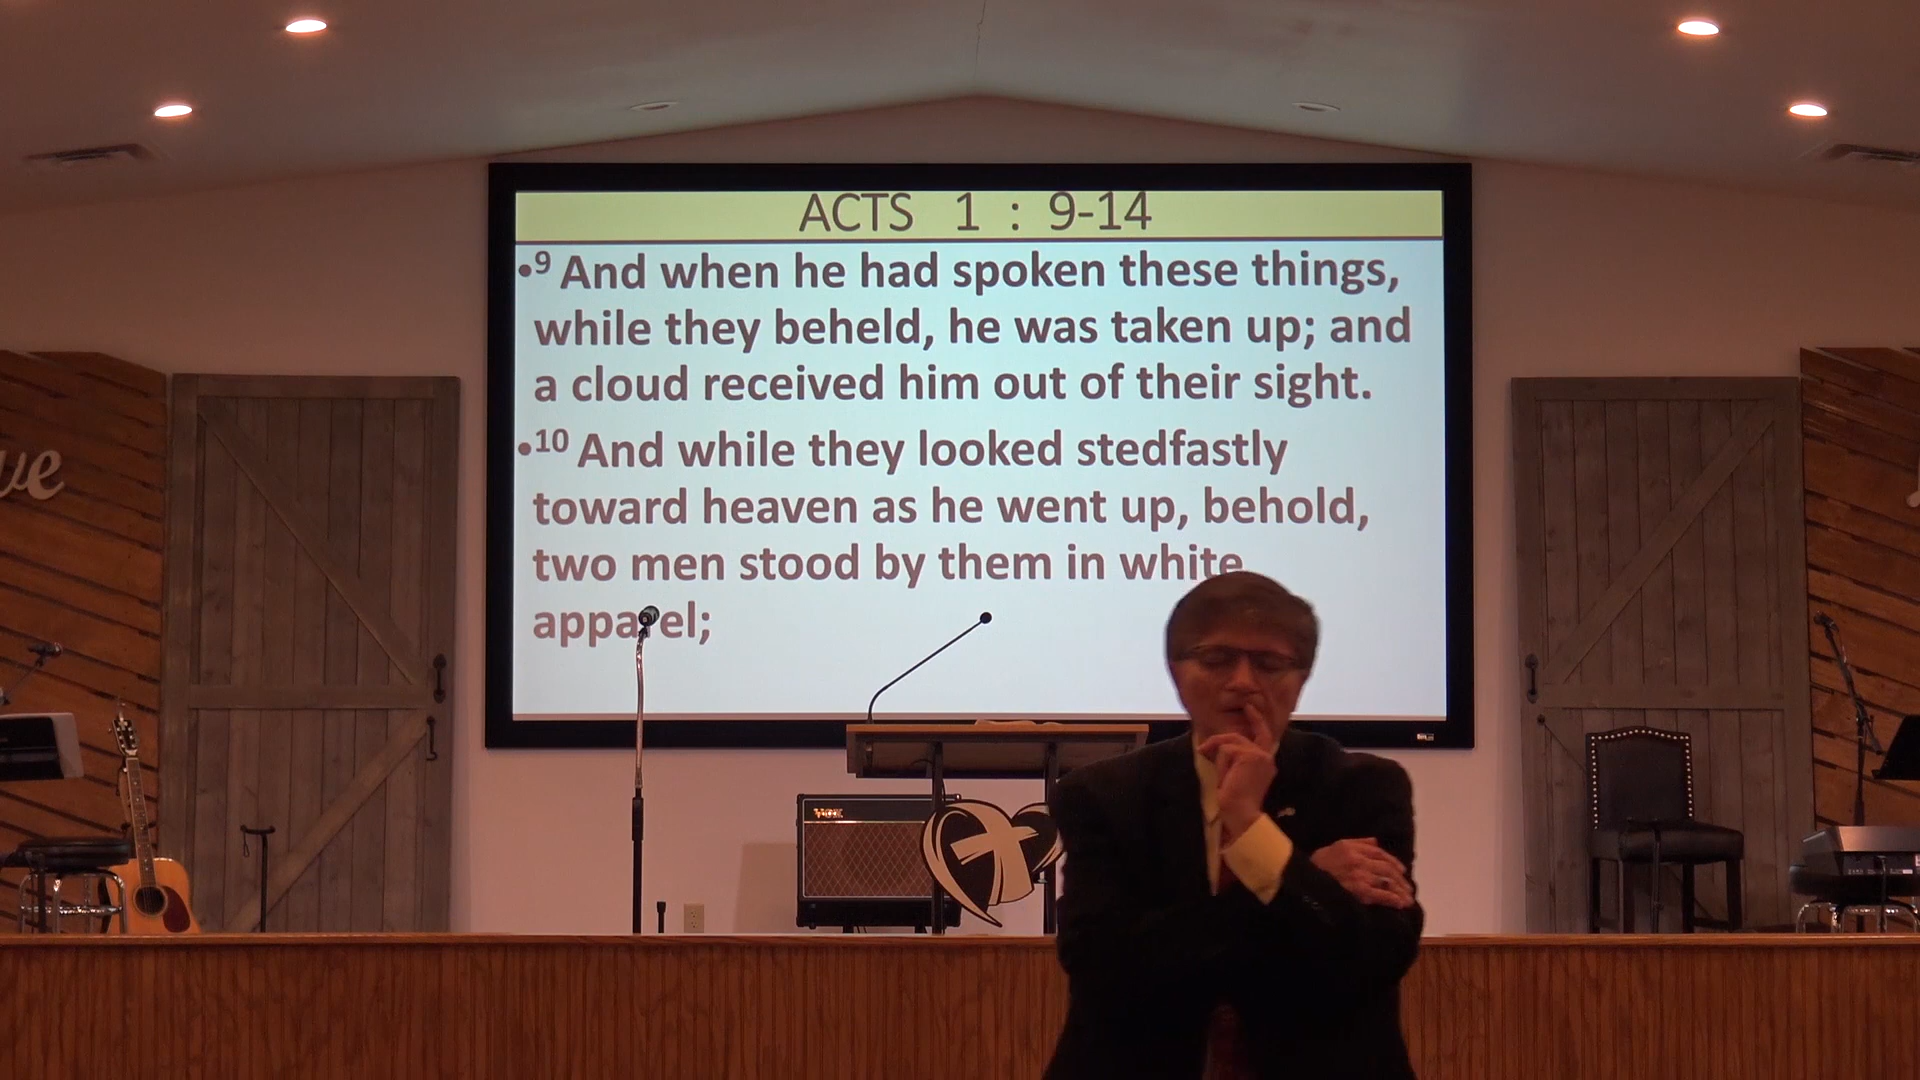 ACTS 1 : 9-14
•9 And when he had spoken these things,
while they beheld, he was taken up; and
a cloud received him out of their sight.
•10 And while they looked stedfastly
toward heaven as he went up, behold,
two men stood by them in white
apparel;
ve
VOX